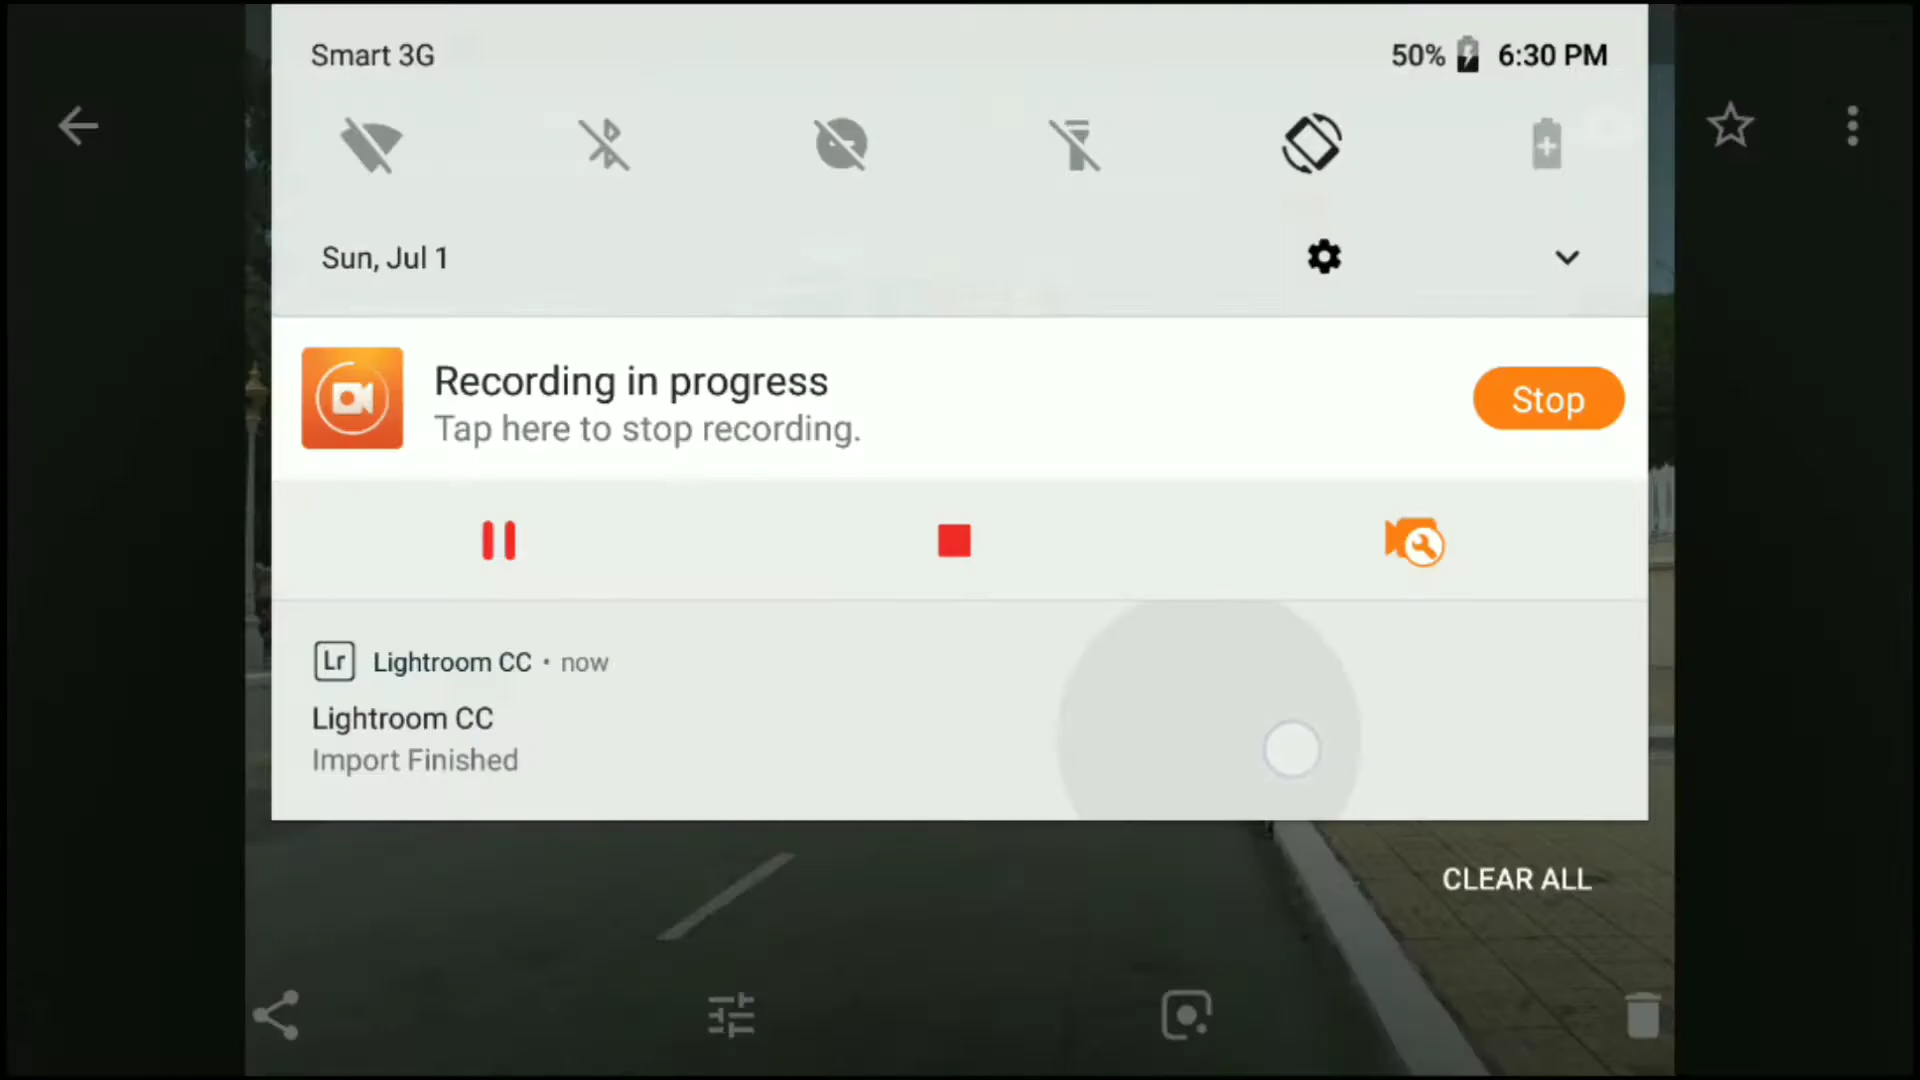 Smart 3G
50% 6:30 PM
Sun, Jul 1
Recording in progress
Tap here to stop recording.
Stop
Lr Lightroom CC • now
Lightroom CC
Import Finished
CLEAR ALL